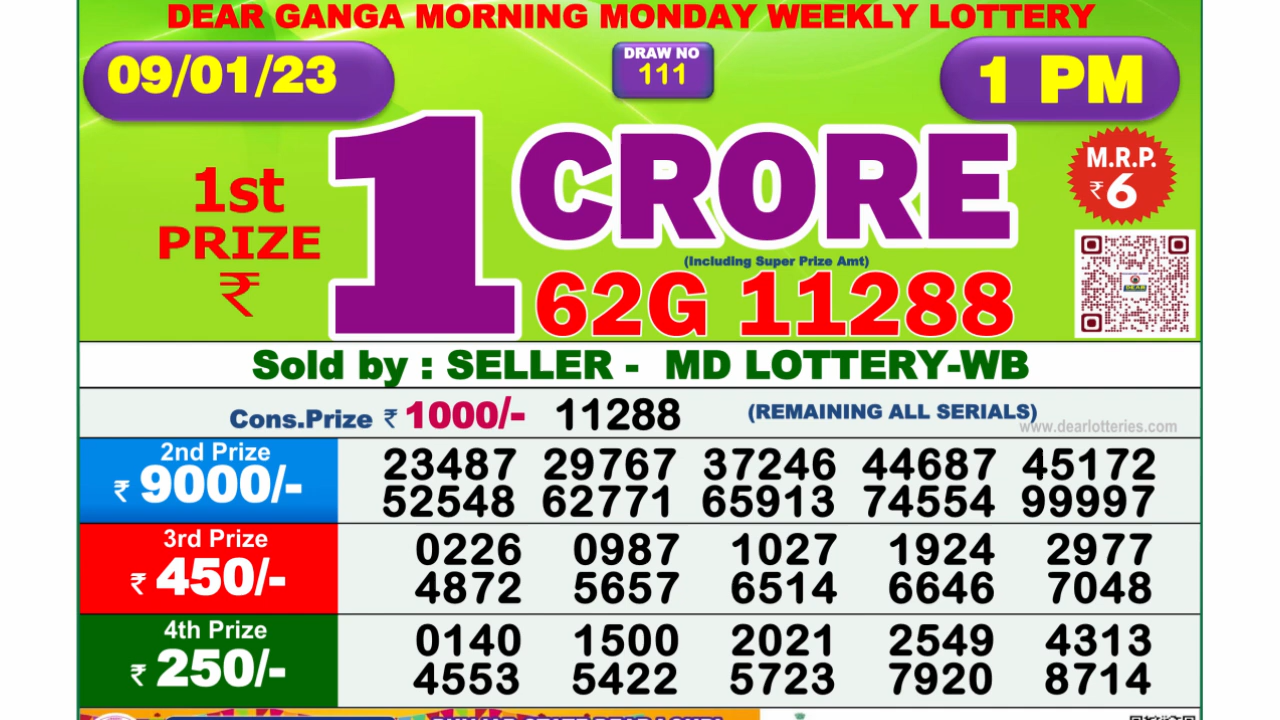 DEAR GANGA MORNING MONDAY WEEKLY LOTTERY
09/01/23
DRAW NO
111
1 PM
1st
PRIZE
₹
1 CRORE
(Including Super Prize Amt)
62G 11288
M.R.P.
₹ 6
Sold by : SELLER - MD LOTTERY-WB
Cons.Prize ₹ 1000/- 11288 (REMAINING ALL SERIALS)
www.dearlotteries.com
2nd Prize
₹ 9000/-
23487 29767 37246 44687 45172
52548 62771 65913 74554 99997
3rd Prize
₹ 450/-
0226 0987 1027 1924 2977
4872 5657 6514 6646 7048
4th Prize
₹ 250/-
0140 1500 2021 2549 4313
4553 5422 5723 7920 8714